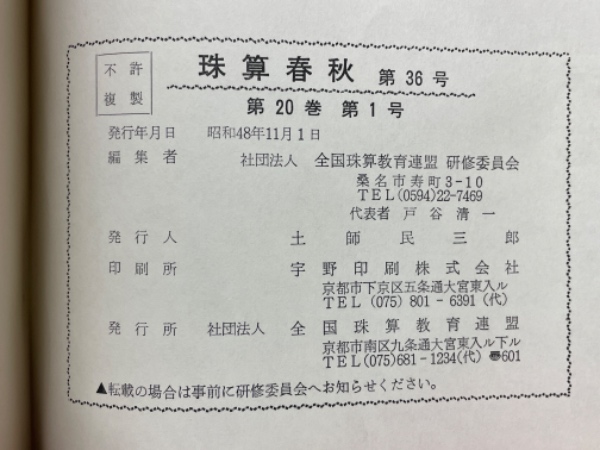 不許
複製
珠算春秋 第36号
第20巻 第1号
発行年月日 昭和48年11月1日
編集者 社団法人 全国珠算教育連盟 研修委員会
桑名市寿町3-10
TEL(0594)22-7469
代表者 戸谷清一
発行人 土師民三郎
印刷所 宇野印刷株式会社
京都市下京区五条通大宮東入ル
TEL (075) 801-6391 (代)
発行所 社団法人 全国珠算教育連盟
京都市南区九条通大宮東入ル下ル
TEL(075)681-1234(代) 〠601
▲転載の場合は事前に研修委員会へお知らせください。